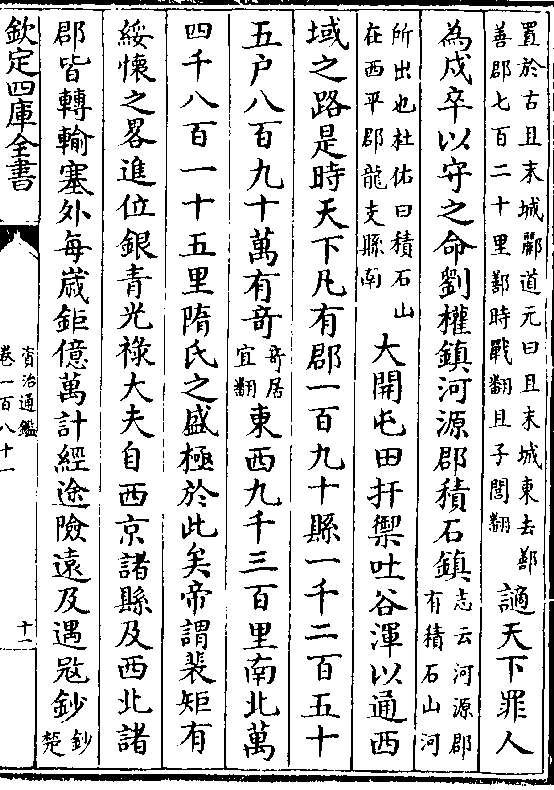 置於古且末城酈道元曰且末城東去鄯
善郡七百二十里鄯時戰翻且子閭翻
謫天下罪人
為戍卒以守之命劉權鎮河源郡積石鎮
志云河源郡
有積石山河
所出也杜佑曰積石山
在西平郡龍支縣南
大開屯田扞禦吐谷渾以通西
域之路是時天下凡有郡一百九十縣一千二百五十
五户八百九十萬有奇
奇居
宜翻
東西九千三百里南北萬
四千八百一十五里隋氏之盛極於此矣帝謂裴矩有
綏懷之畧進位銀青光禄大夫自西京諸縣及西北諸
郡皆轉輸塞外每嵗鉅億萬計經途險遠及遇冦鈔
鈔
楚
欽定四庫全書
資治通鑑
卷一百八十一
十一